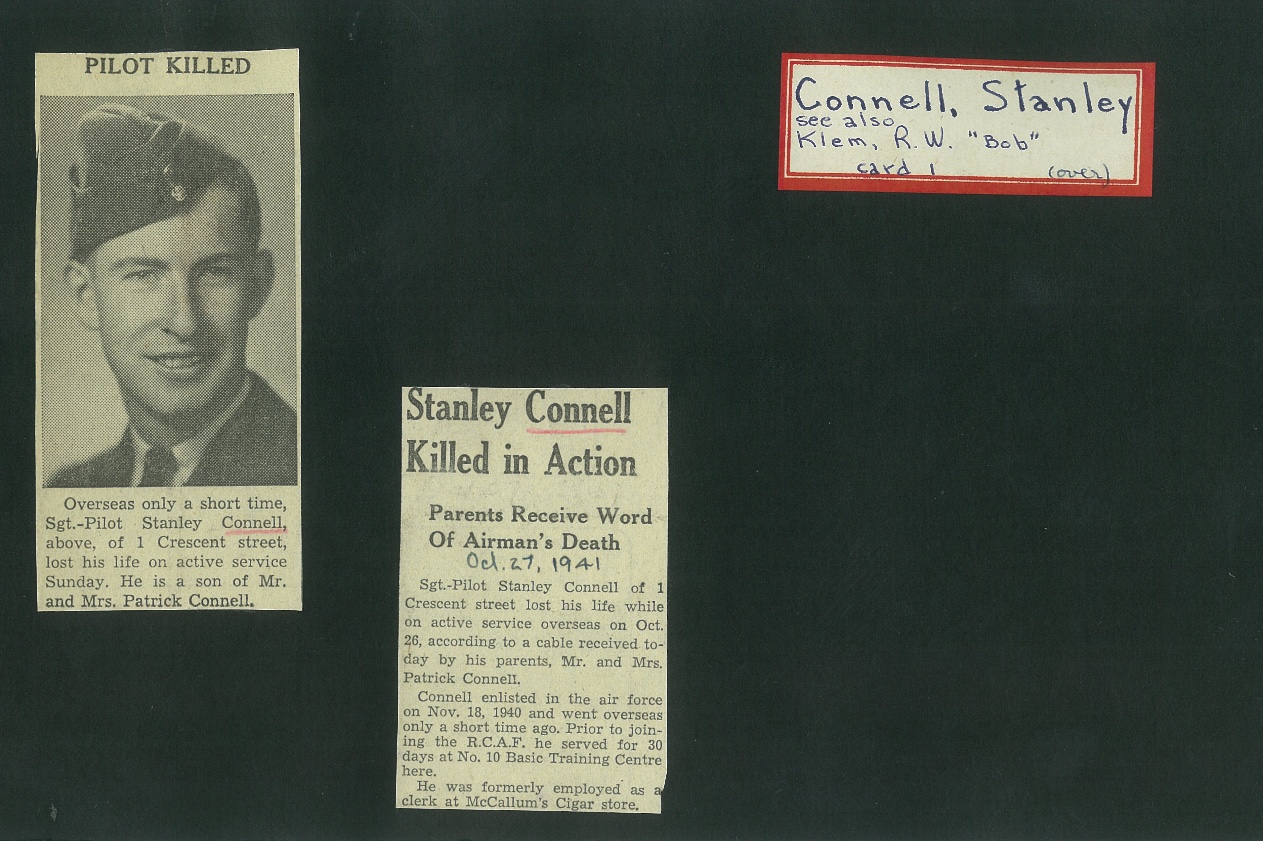 PILOT KILLED
Overseas only a short time,
Sgt.-Pilot Stanley Connell,
above, of 1 Crescent street,
lost his life on active service
Sunday. He is a son of Mr.
and Mrs. Patrick Connell.
Connell, Stanley
see also
Klem, R.W. "Bob"
card 1 (over)
Stanley Connell
Killed in Action
Parents Receive Word
Of Airman's Death
Oct. 27, 1941
Sgt.-Pilot Stanley Connell of 1
Crescent street lost his life while
on active service overseas on Oct.
26, according to a cable received to-
day by his parents, Mr. and Mrs.
Patrick Connell.
Connell enlisted in the air force
on Nov. 18, 1940 and went overseas
only a short time ago. Prior to join-
ing the R.C.A.F. he served for 30
days at No. 10 Basic Training Centre
here.
He was formerly employed as a
clerk at McCallum's Cigar store.